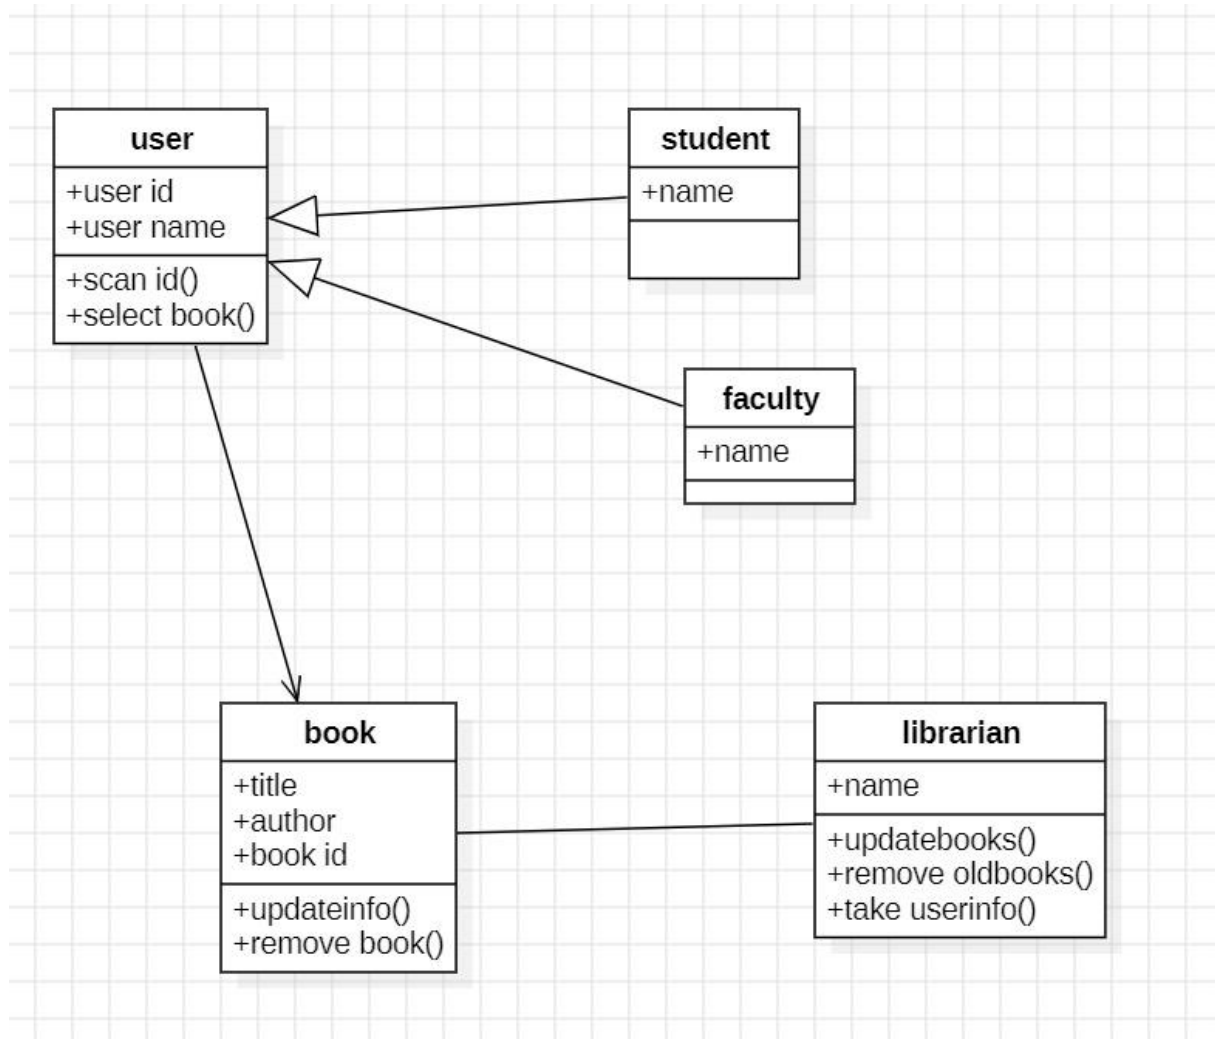 user
+user id
+user name
+scan id()
+select book()
student
+name
faculty
+name
book
+title
+author
+book id
+updateinfo()
+remove book()
librarian
+name
+updatebooks()
+remove oldbooks()
+take userinfo()